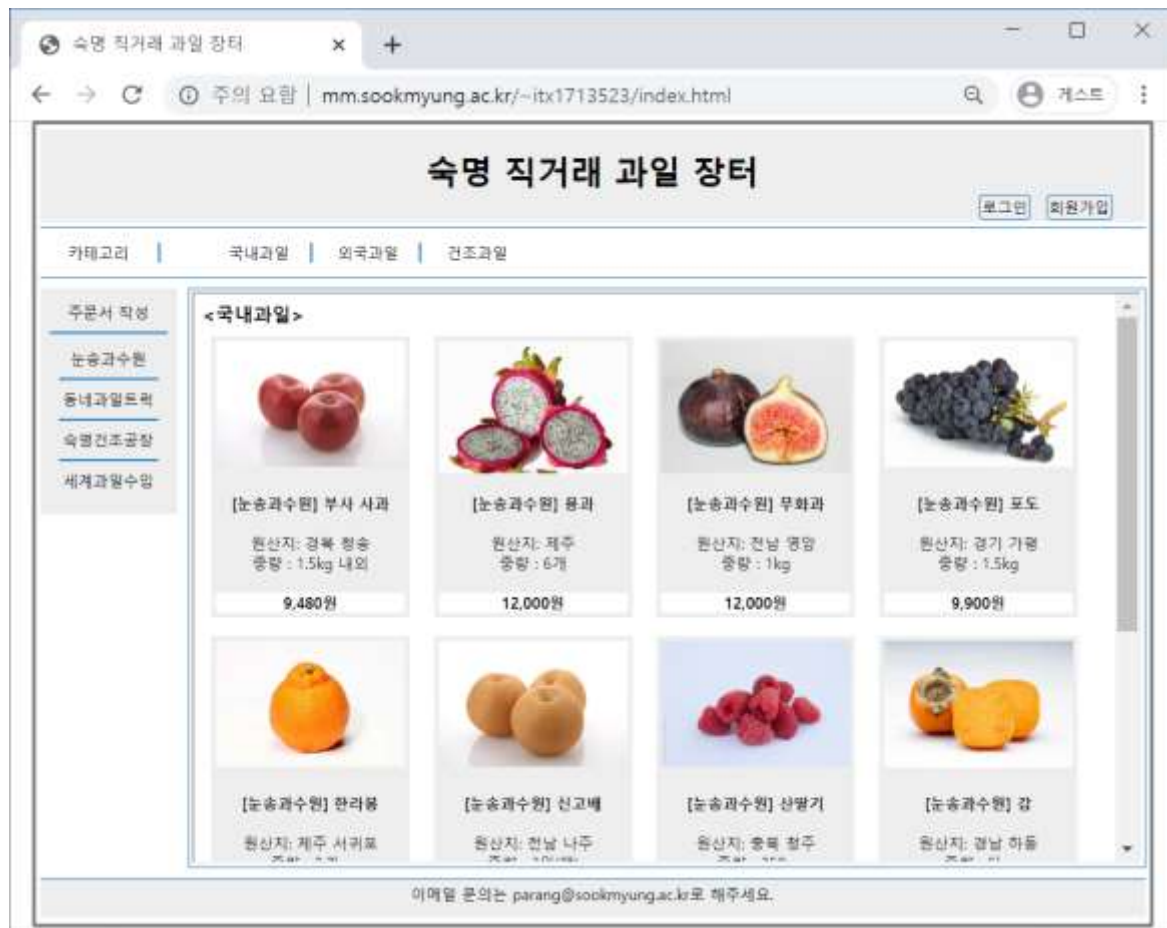 숙명 직거래 과일 장터
주의 요함 mm.sookmyung.ac.kr/~itx1713523/index.html 게스트
숙명 직거래 과일 장터
로그인 회원가입
카테고리 국내과일 외국과일 건조과일
주문서 작성
눈송과수원
동네과일트럭
숙명건조공장
세계과일수입
<국내과일>
[눈송과수원] 부사 사과 [눈송과수원] 용과 [눈송과수원] 무화과 [눈송과수원] 포도
원산지: 경북 청송 원산지: 제주 원산지: 전남 영암 원산지: 경기 가평
중량 : 1.5kg 내외 중량 : 6개 중량 : 1kg 중량 : 1.5kg
9,480원 12,000원 12,000원 9,900원
[눈송과수원] 한라봉 [눈송과수원] 신고배 [눈송과수원] 산딸기 [눈송과수원] 감
원산지: 제주 서귀포 원산지: 전남 나주 원산지: 충북 청주 원산지: 경남 하동
이메일 문의는 parang@sookmyung.ac.kr로 해주세요.